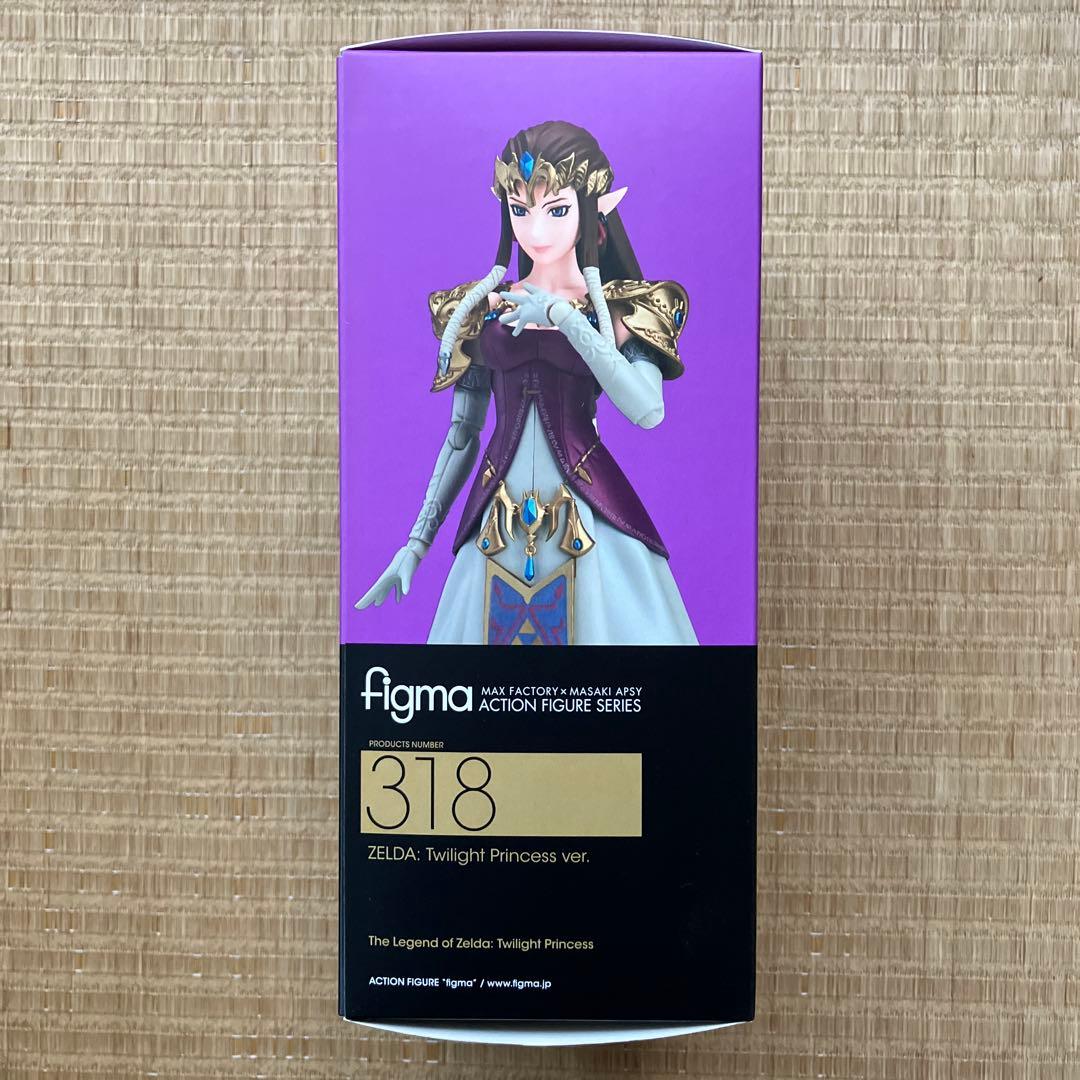 figma MAX FACTORY × MASAKI APSY
ACTION FIGURE SERIES
PRODUCTS NUMBER
318
ZELDA: Twilight Princess ver.
The Legend of Zelda: Twilight Princess
ACTION FIGURE "figma" / www.figma.jp